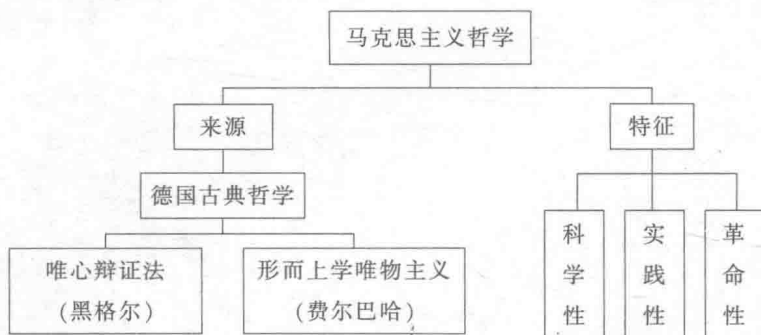 马克思主义哲学
来源
特征
德国古典哲学
唯心辩证法
(黑格尔)
形而上学唯物主义
(费尔巴哈)
科学性
实践性
革命性